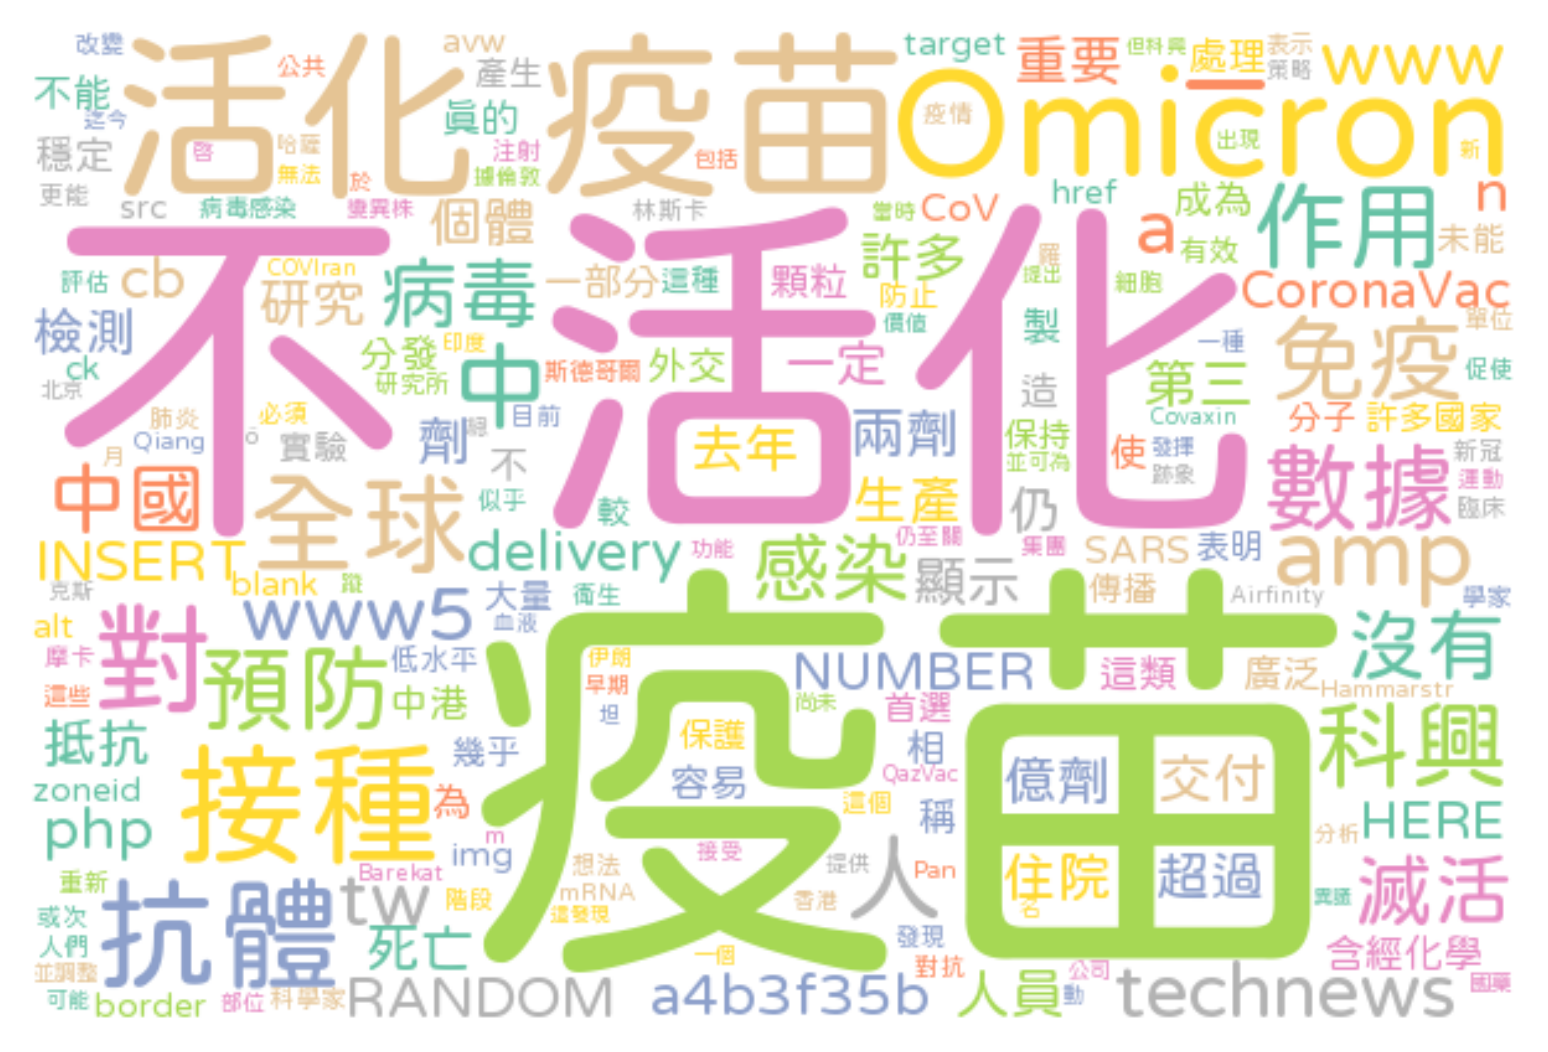 改變
活化
疫苗
avw
target
重要
但科興
處理
表示
www
公共
產生
策略
不能
Omicron
迄今
眞的
疫情
穩定
啓
哈薩
注射
包括
出現
新
無法
於
據倫敦
更能
src
病毒感染
變異株
個體
林斯卡
當時
CoV
href
成為
作用
n
a
未能
不
活化
許多
羅
有效
評估
cb
COVIran
研究
病毒
一部分
這種
顆粒
提出
細胞
CoronaVac
防止
檢測
價値
製
單位
分發
印度
中
外交
一定
一種
免疫
ck
研究所
斯德哥爾
第三
促使
北京
造
肺炎
必須
目前
Covaxin
分子
許多國家
Qiang
劑
去年
兩劑
保持
發揮
月
實驗
不
並可為
使
數據
新冠
跡象
運動
中國
全球
似乎
較
生產
仍
臨床
INSERT
delivery
功能
感染
仍至關
集團
SARS
表明
amp
顯示
克斯
blank
大量
衞生
傳播
Airfinity
學家
alt
www5
血液
疫苗
對
摩卡
預防
低水平
伊朗
NUMBER
這類
廣泛
沒有
這些
中港
早期
Hammarstr
坦
尚未
首選
抵抗
保護
科興
接種
幾乎
相
容易
QazVac
億劑
交付
zoneid
為
這個
稱
php
m
HERE
img
接受
分析
Barekat
想法
提供
人
Pan
住院
超過
滅活
重新
tw
階段
mRNA
香港
名
異議
抗體
這發現
或次
死亡
發現
人們
一個
對抗
含經化學
並調整
公司
可能
border
部位
科學家
RANDOM
a4b3f35b
人員
動
technews
國藥